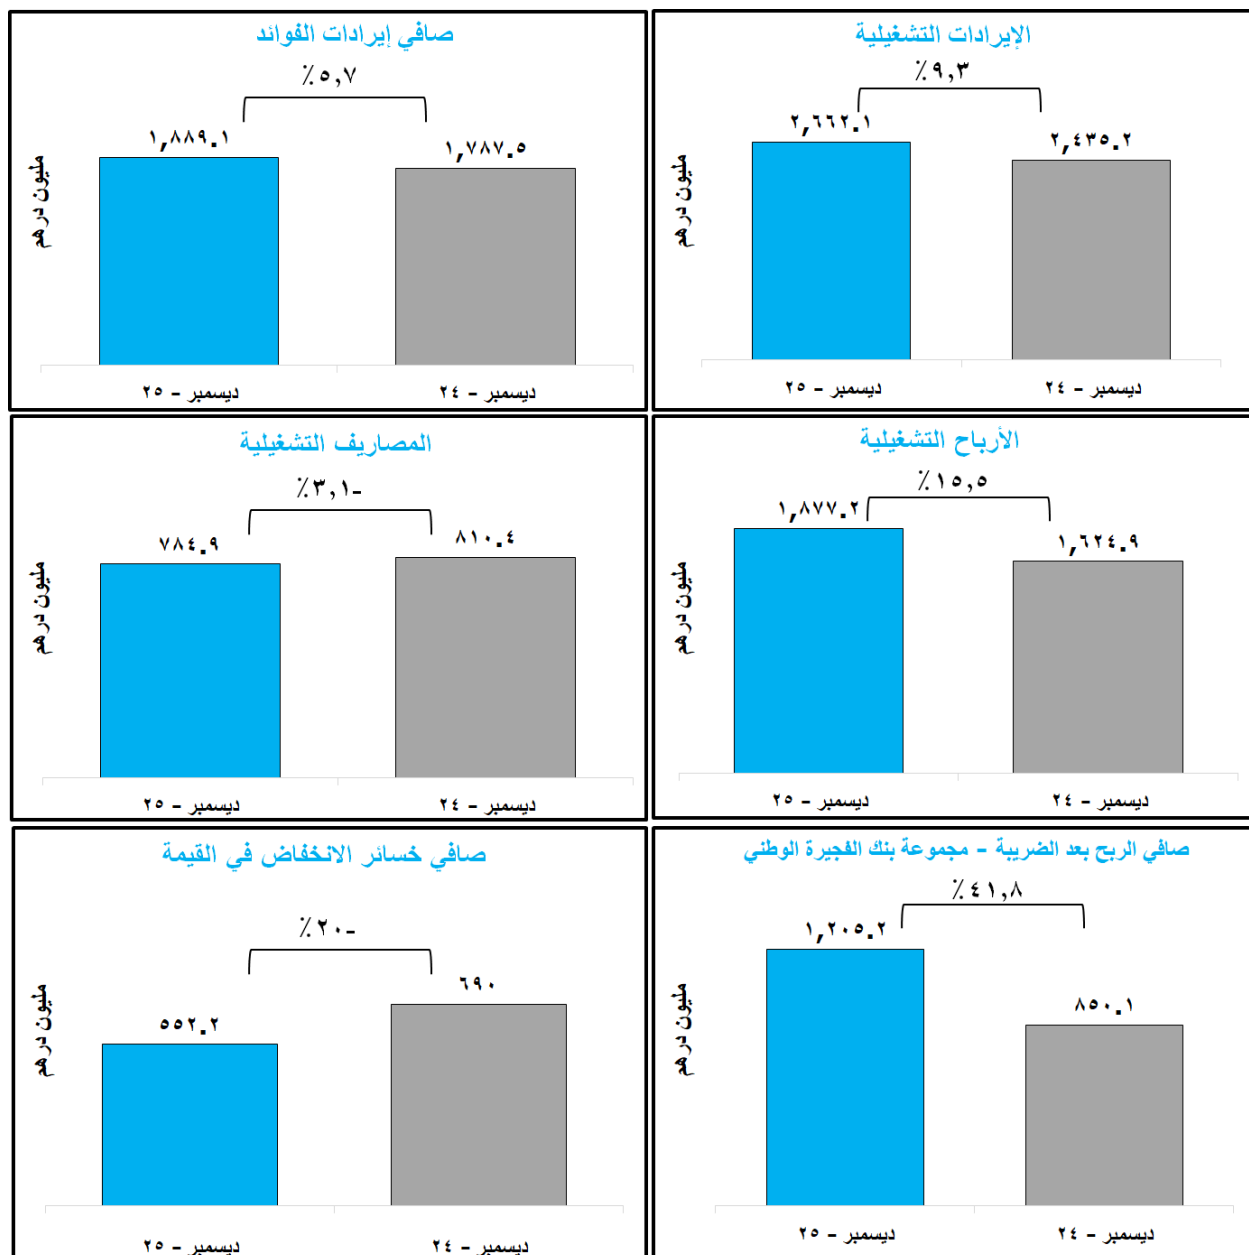 الإيرادات التشغيلية
٪٩,٣
٢,٦٦٢.١
٢,٤٣٥.٢
مليون درهم
ديسمبر - ٢٥
ديسمبر - ٢٤
صافي إيرادات الفوائد
٪٥,٧
١,٨٨٩.١
١,٧٨٧.٥
مليون درهم
ديسمبر - ٢٥
ديسمبر - ٢٤
الأرباح التشغيلية
٪١٥,٥
١,٨٧٧.٢
١,٦٢٤.٩
مليون درهم
ديسمبر - ٢٥
ديسمبر - ٢٤
المصاريف التشغيلية
٪٣,١-
٧٨٤.٩
٨١٠.٤
مليون درهم
ديسمبر - ٢٥
ديسمبر - ٢٤
صافي الربح بعد الضريبة - مجموعة بنك الفجيرة الوطني
٪٤١,٨
١,٢٠٥.٢
٨٥٠.١
مليون درهم
ديسمبر - ٢٥
ديسمبر - ٢٤
صافي خسائر الانخفاض في القيمة
٪٢٠-
٥٥٢.٢
٦٩٠
مليون درهم
ديسمبر - ٢٥
ديسمبر - ٢٤